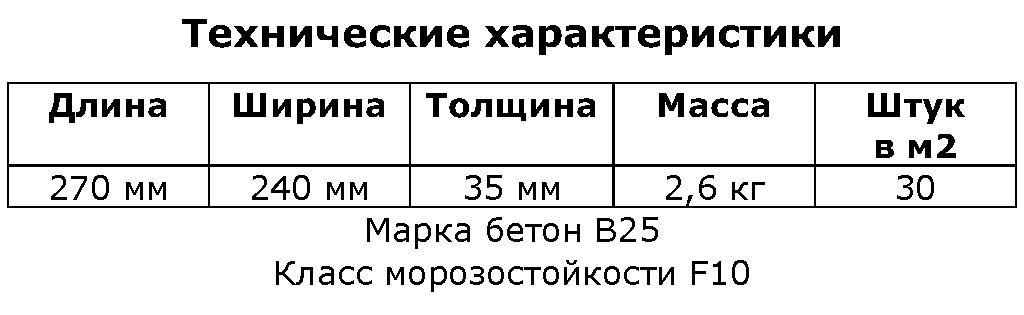 Технические характеристики
Длина Ширина Толщина Масса Штук
в м2
270 мм 240 мм 35 мм 2,6 кг 30
Марка бетон В25
Класс морозостойкости F10